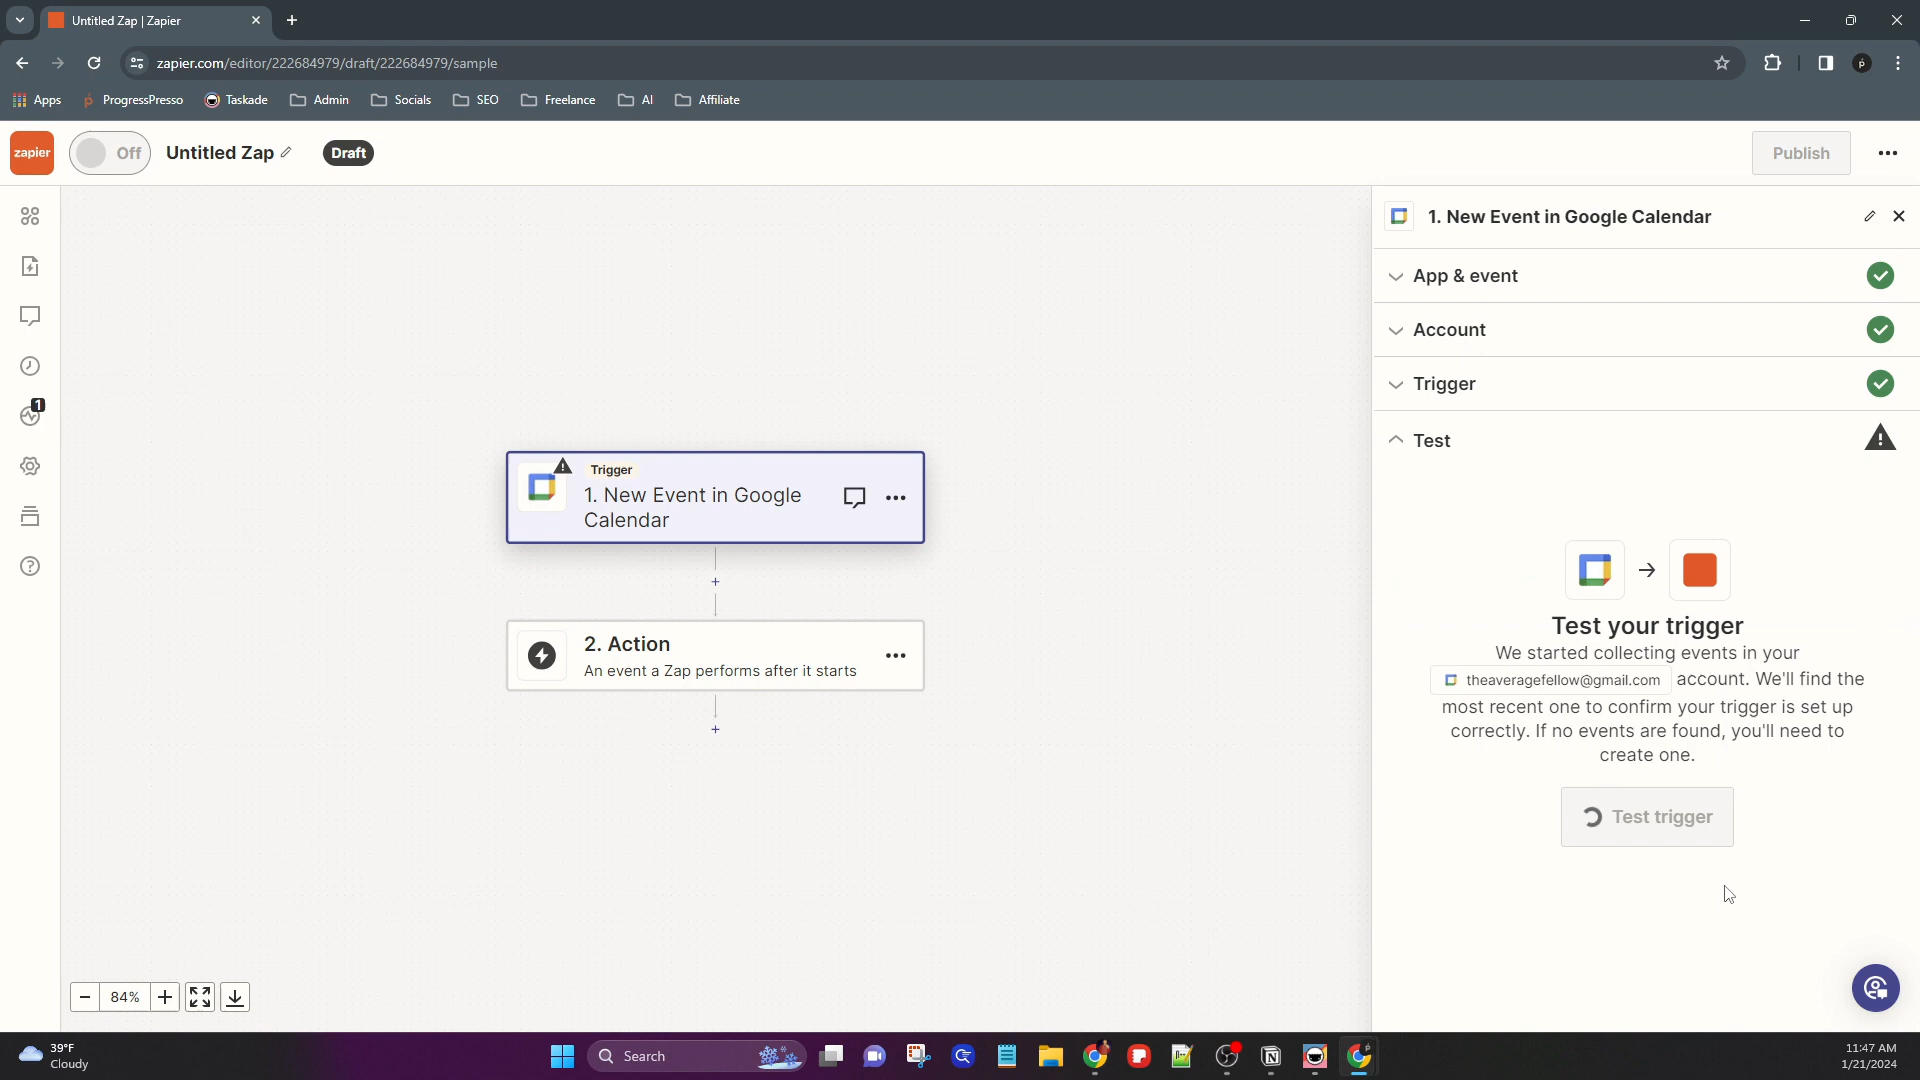 Untitled Zap | Zapier
zapier.com/editor/222684979/draft/222684979/sample
Apps
ProgressPresso
Taskade
Admin
Socials
SEO
Freelance
AI
Affiliate
zapier
Off
Untitled Zap
Draft
Publish
1
Trigger
1. New Event in Google
Calendar
2. Action
An event a Zap performs after it starts
84%
1. New Event in Google Calendar
App & event
Account
Trigger
Test
Test your trigger
We started collecting events in your
theaveragefellow@gmail.com account. We'll find the
most recent one to confirm your trigger is set up
correctly. If no events are found, you'll need to
create one.
Test trigger
39°F
Cloudy
Search
11:47 AM
1/21/2024